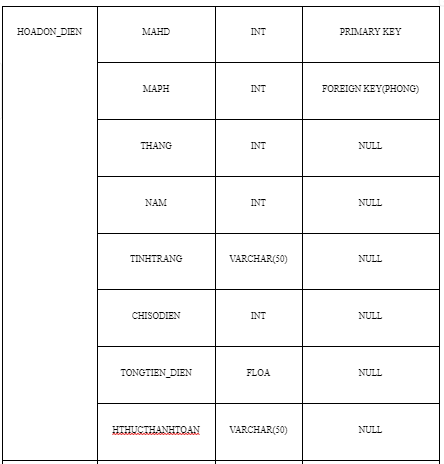 HOADON_DIEN MAHD INT PRIMARY KEY
MAPH INT FOREIGN KEY(PHONG)
THANG INT NULL
NAM INT NULL
TINHTRANG VARCHAR(50) NULL
CHISODIEN INT NULL
TONGTIEN_DIEN FLOA NULL
HTHUCTHANHTOAN VARCHAR(50) NULL